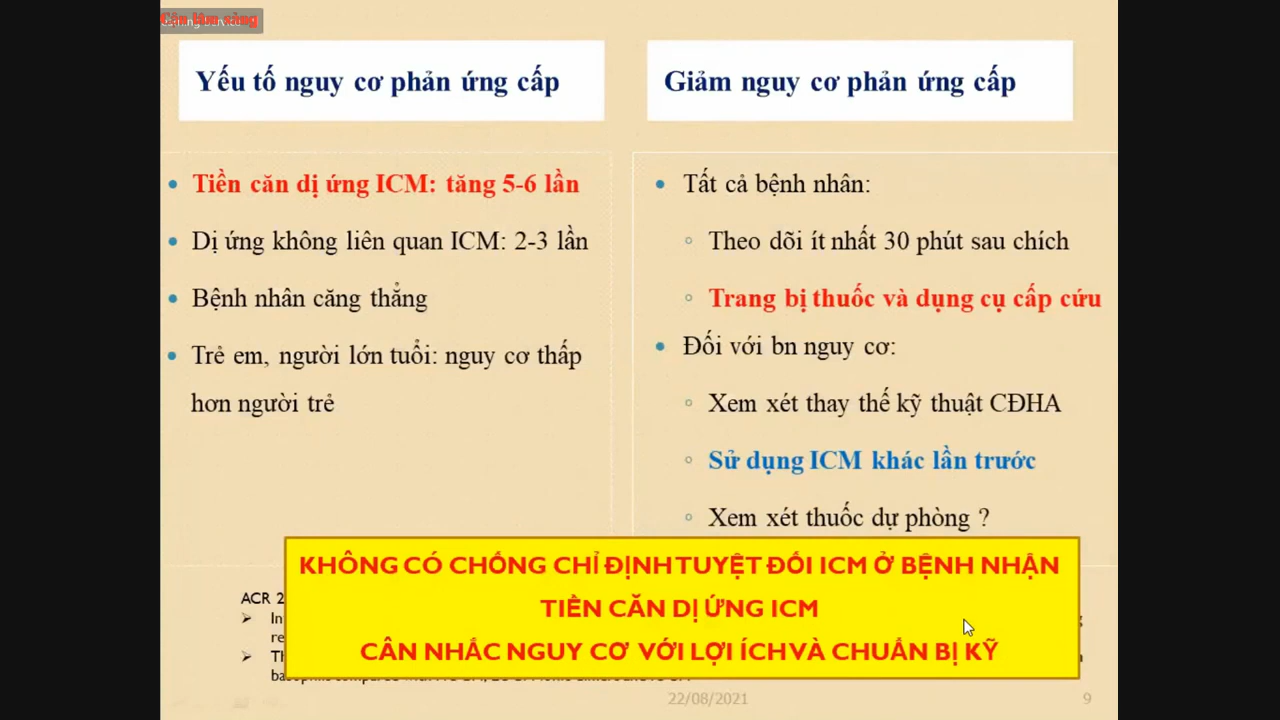 Cận lâm sàng
Yếu tố nguy cơ phản ứng cấp
Giảm nguy cơ phản ứng cấp
Tiền căn dị ứng ICM: tăng 5-6 lần
Dị ứng không liên quan ICM: 2-3 lần
Bệnh nhân căng thẳng
Trẻ em, người lớn tuổi: nguy cơ thấp
hơn người trẻ
Tất cả bệnh nhân:
Theo dõi ít nhất 30 phút sau chích
Trang bị thuốc và dụng cụ cấp cứu
Đối với bn nguy cơ:
Xem xét thay thế kỹ thuật CĐHA
Sử dụng ICM khác lần trước
Xem xét thuốc dự phòng ?
KHÔNG CÓ CHỐNG CHỈ ĐỊNH TUYỆT ĐỐI ICM Ở BỆNH NHẬN
TIỀN CĂN DỊ ỨNG ICM
CÂN NHẮC NGUY CƠ VỚI LỢI ÍCH VÀ CHUẨN BỊ KỸ
ACR
22/08/2021
9